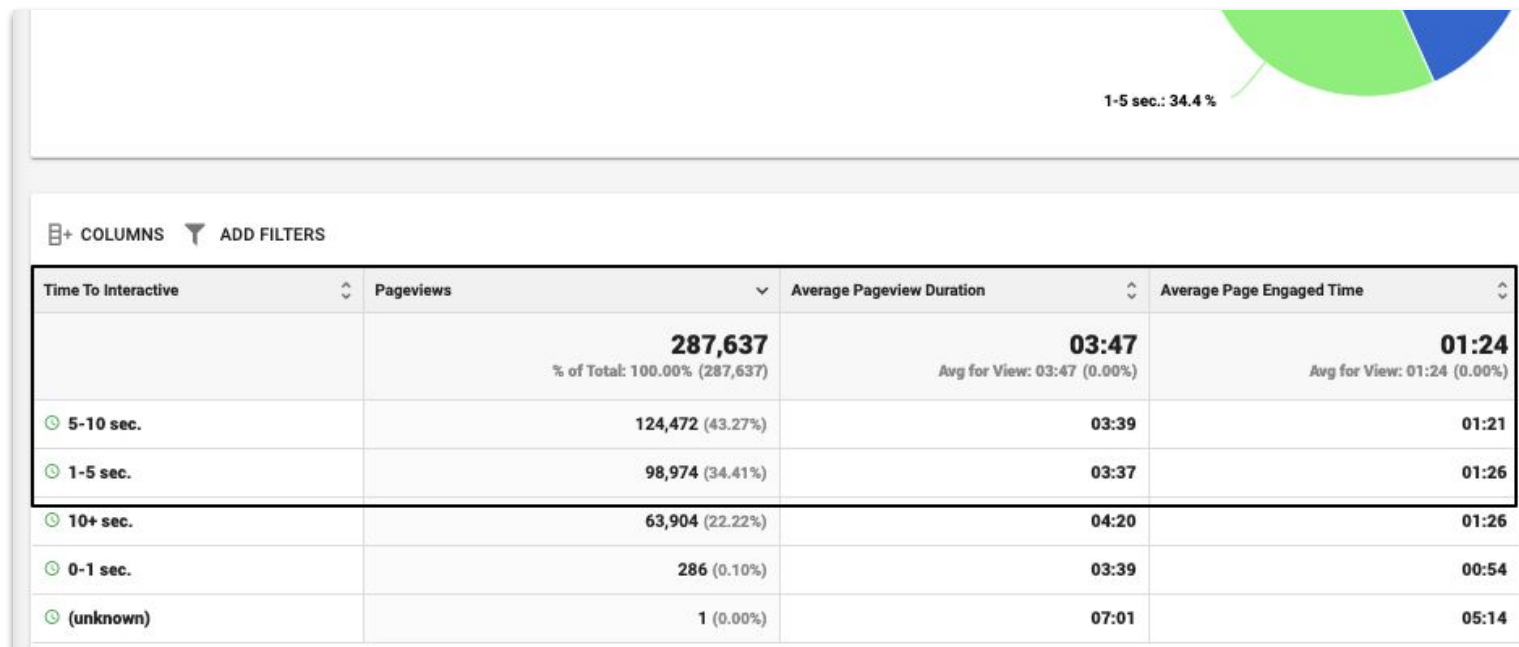 1-5 sec.: 34.4 %
COLUMNS ADD FILTERS
Time To Interactive Pageviews Average Pageview Duration Average Page Engaged Time
287,637 03:47 01:24
% of Total: 100.00% (287,637) Avg for View: 03:47 (0.00%) Avg for View: 01:24 (0.00%)
5-10 sec. 124,472 (43.27%) 03:39 01:21
1-5 sec. 98,974 (34.41%) 03:37 01:26
10+ sec. 63,904 (22.22%) 04:20 01:26
0-1 sec. 286 (0.10%) 03:39 00:54
(unknown) 1 (0.00%) 07:01 05:14